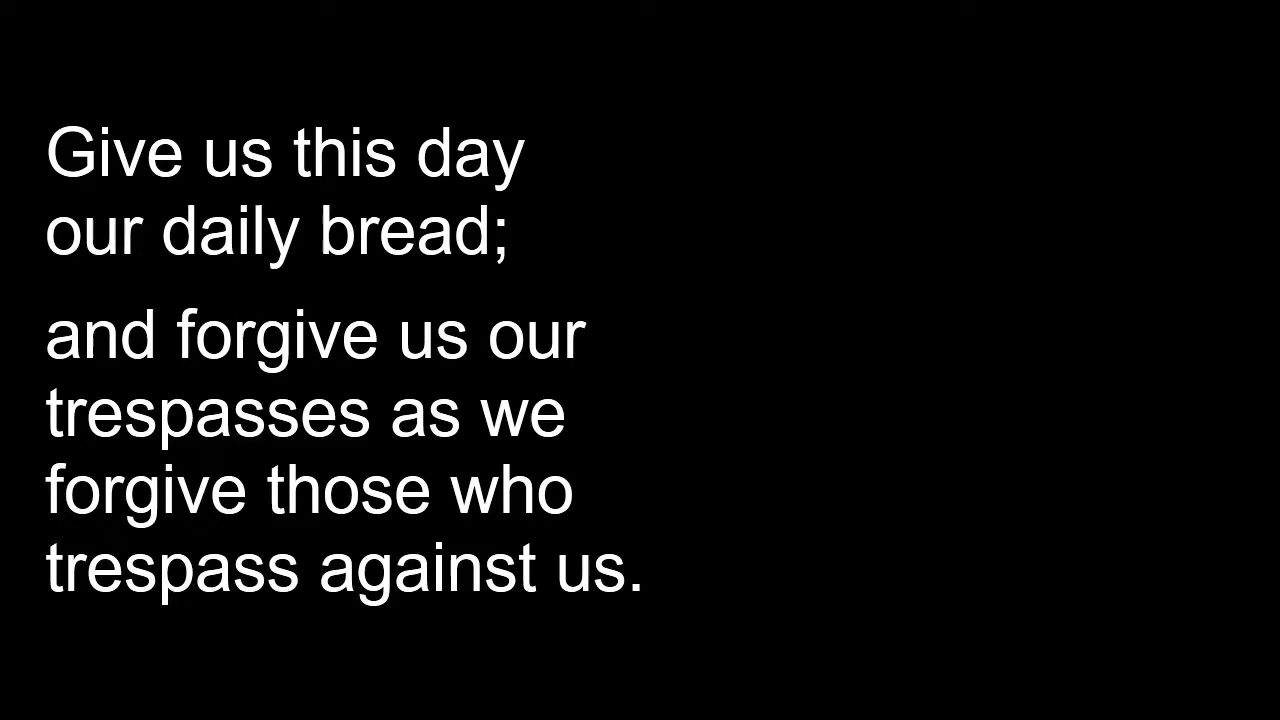 Give us this day
our daily bread;
and forgive us our
trespasses as we
forgive those who
trespass against us.